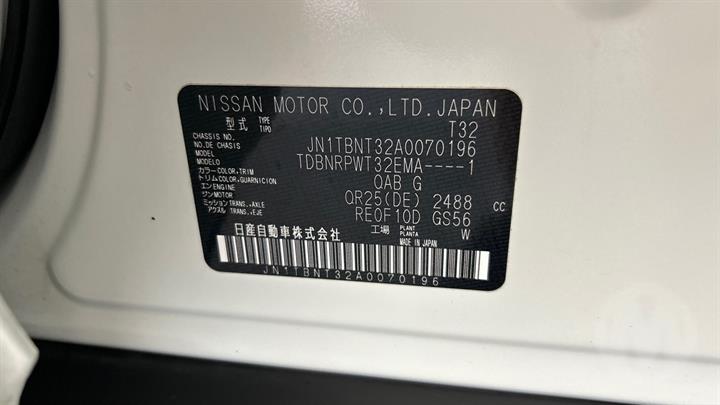 NISSAN MOTOR CO.,LTD.JAPAN
型式 TYPE TIPO T32
CHASSIS NO.
NO.DE CHASIS JN1TBNT32A0070196
MODEL
MODELO TDBNRPWT32EMA----1
カラー COLOR,TRIM
トリム COLOR,GUARNICION QAB G
エンジン ENGINE
MOTOR QR25(DE) 2488 CC
ミッション TRANS.,AXLE
アクスル TRANS.,EJE RE0F10D GS56
日産自動車株式会社 工場 PLANT PLANTA W
MADE IN JAPAN
JN1TBNT32A0070196